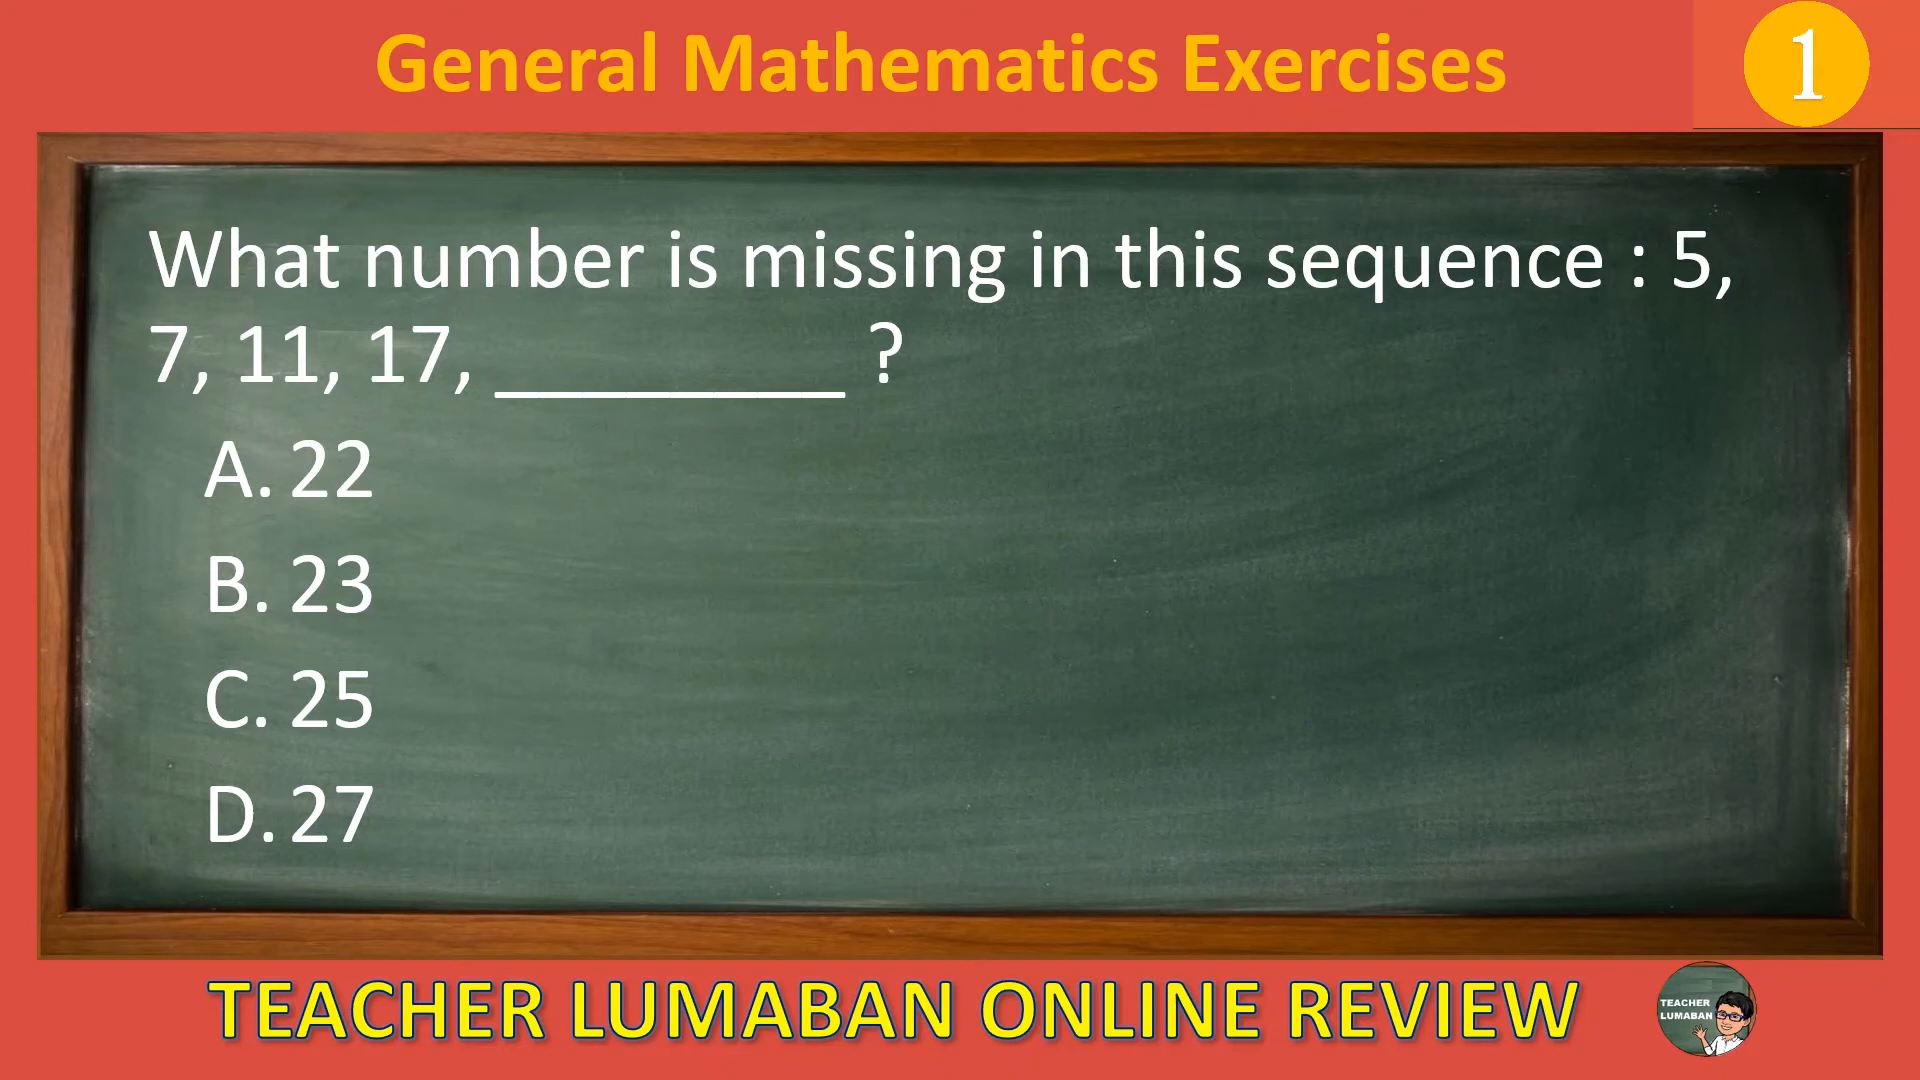 General Mathematics Exercises
1
What number is missing in this sequence : 5,
7, 11, 17, ________ ?
A. 22
B. 23
C. 25
D. 27
TEACHER LUMABAN ONLINE REVIEW
TEACHER
LUMABAN